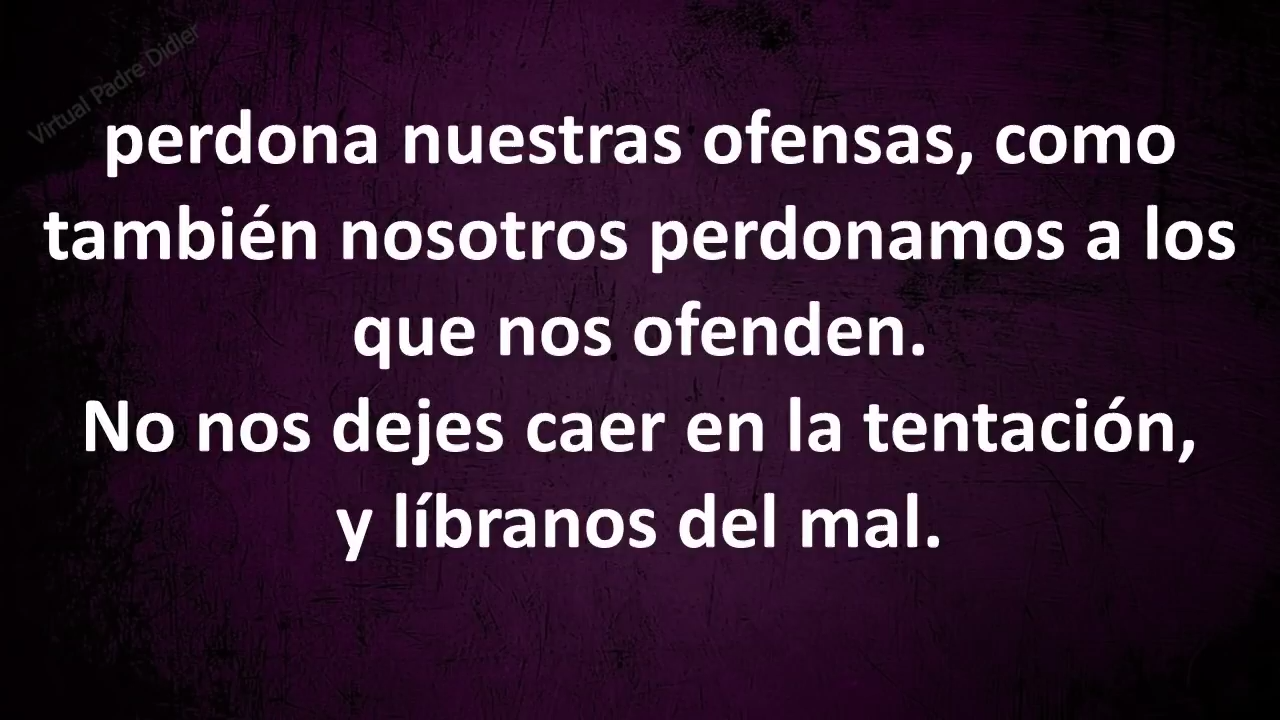 Virtual Padre Didier
perdona nuestras ofensas, como
también nosotros perdonamos a los
que nos ofenden.
No nos dejes caer en la tentación,
y líbranos del mal.